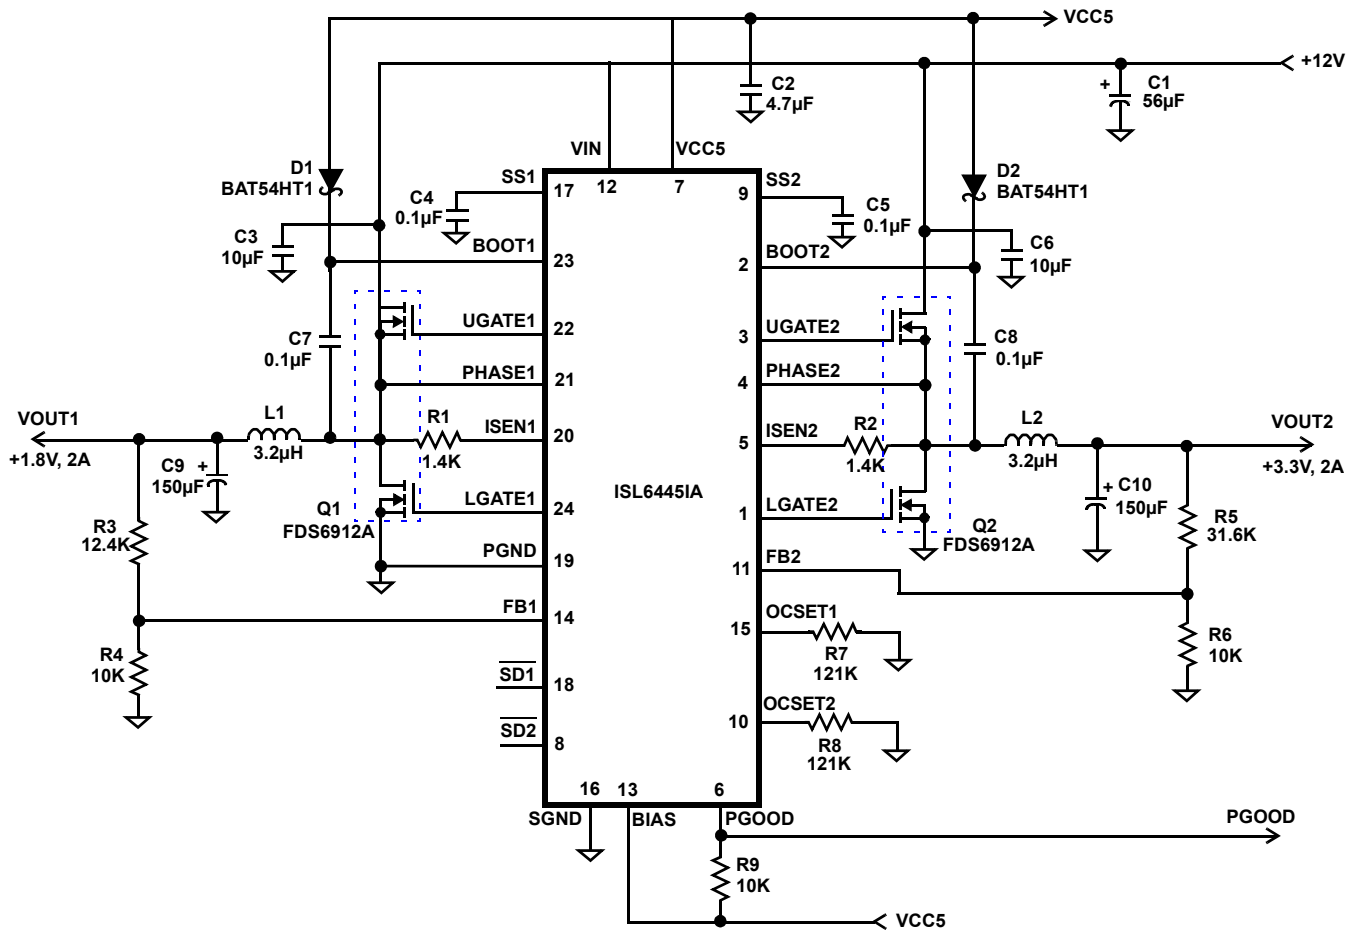 VCC5
+12V
C2
4.7µF
C1
56µF
VIN
VCC5
D1
BAT54HT1
SS1
17
12
7
9
SS2
D2
BAT54HT1
C4
0.1µF
C5
0.1µF
C3
10µF
BOOT1
23
2
BOOT2
C6
10µF
UGATE1
22
3
UGATE2
C7
0.1µF
C8
0.1µF
PHASE1
21
4
PHASE2
VOUT1
+1.8V, 2A
L1
3.2µH
R1
1.4K
ISEN1
20
5
ISEN2
R2
1.4K
L2
3.2µH
VOUT2
+3.3V, 2A
C9
+
150µF
ISL6445IA
+
C10
150µF
Q1
FDS6912A
LGATE1
24
1
LGATE2
Q2
FDS6912A
R3
12.4K
R5
31.6K
PGND
19
11
FB2
FB1
14
15
OCSET1
R7
121K
R4
10K
R6
10K
SD1
18
SD2
8
10
OCSET2
R8
121K
16
13
6
SGND
BIAS
PGOOD
PGOOD
R9
10K
VCC5
+